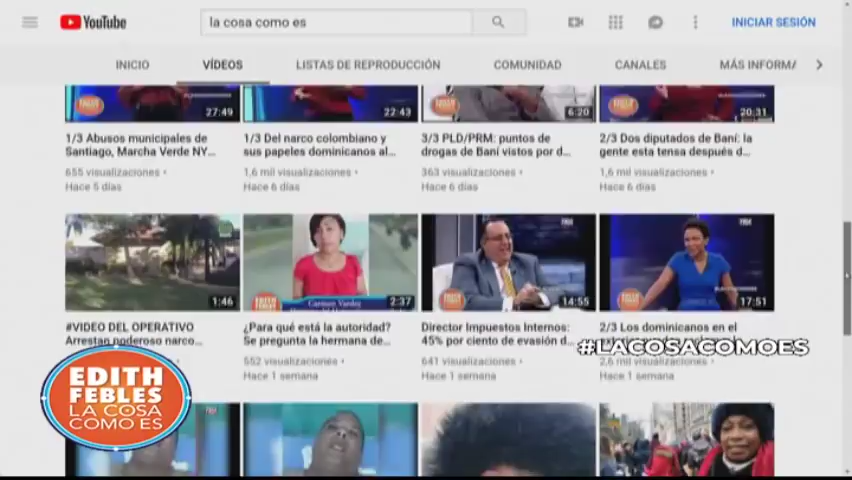 YouTube
la cosa como es
INICIAR SESIÓN
INICIO
VÍDEOS
LISTAS DE REPRODUCCIÓN
COMUNIDAD
CANALES
MÁS INFORMA
27:49
22:43
6:20
20:31
1/3 Abusos municipales de
Santiago, Marcha Verde NY...
655 visualizaciones •
Hace 5 días
1/3 Del narco colombiano y
sus papeles dominicanos al...
1,6 mil visualizaciones •
Hace 6 días
3/3 PLD/PRM: puntos de
drogas de Baní vistos por d...
363 visualizaciones •
Hace 6 días
2/3 Dos diputados de Baní: la
gente esta tensa después d...
1,6 mil visualizaciones •
Hace 6 días
1:46
EDITH
Carmen Valdez
2:37
14:55
17:51
#VIDEO DEL OPERATIVO
Arrestan poderoso narco...
¿Para qué está la autoridad?
Se pregunta la hermana de...
552 visualizaciones •
Hace 1 semana
Director Impuestos Internos:
45% por ciento de evasión d...
641 visualizaciones •
Hace 1 semana
2/3 Los dominicanos en el
#LACOSACOMOES
2,6 mil visualizaciones •
Hace 1 semana
EDITH
FEBLES
LA COSA
COMO ES